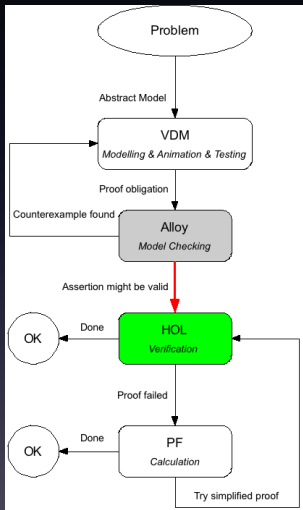 Problem
Abstract Model
VDM
Modelling & Animation & Testing
Proof obligation
Counterexample found
Alloy
Model Checking
Assertion might be valid
OK
Done
HOL
Verification
Proof failed
OK
Done
PF
Calculation
Try simplified proof